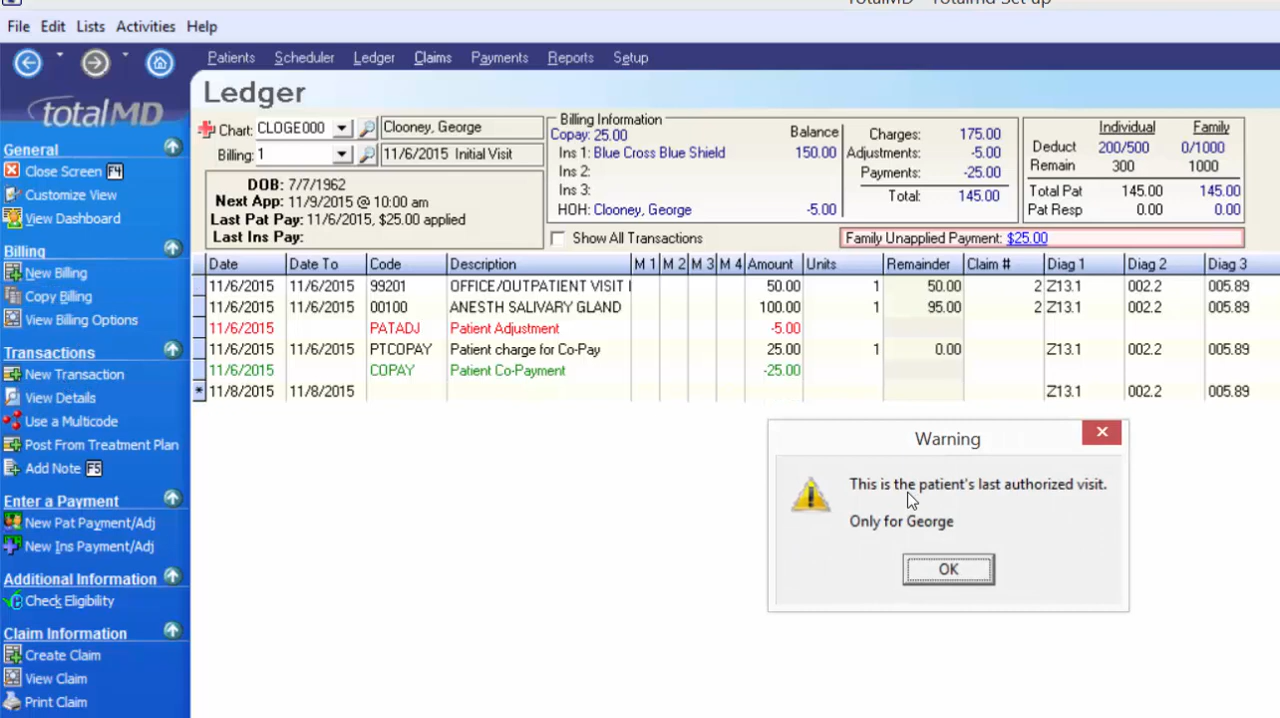 TotalMD - Totalmd Set up
File Edit Lists Activities Help
Patients Scheduler Ledger Claims Payments Reports Setup
totalMD
General
Close Screen F4
Customize View
View Dashboard
Billing
New Billing
Copy Billing
View Billing Options
Transactions
New Transaction
View Details
Use a Multicode
Post From Treatment Plan
Add Note F5
Enter a Payment
New Pat Payment/Adj
New Ins Payment/Adj
Additional Information
Check Eligibility
Claim Information
Create Claim
View Claim
Print Claim
Ledger
Chart: CLOGE000 Clooney, George
Billing: 1 11/6/2015 Initial Visit
DOB: 7/7/1962
Next App: 11/9/2015 @ 10:00 am
Last Pat Pay: 11/6/2015, $25.00 applied
Last Ins Pay:
Billing Information
Copay: 25.00 Balance
Ins 1: Blue Cross Blue Shield 150.00
Ins 2:
Ins 3:
HOH: Clooney, George -5.00
Charges: 175.00
Adjustments: -5.00
Payments: -25.00
Total: 145.00
Individual Family
Deduct 200/500 0/1000
Remain 300 1000
Total Pat 145.00 145.00
Pat Resp 0.00 0.00
Show All Transactions
Family Unapplied Payment: $25.00
Date Date To Code Description M 1 M 2 M 3 M 4 Amount Units Remainder Claim # Diag 1 Diag 2 Diag 3
11/6/2015 11/6/2015 99201 OFFICE/OUTPATIENT VISIT 50.00 1 50.00 2 Z13.1 002.2 005.89
11/6/2015 11/6/2015 00100 ANESTH SALIVARY GLAND 100.00 1 95.00 2 Z13.1 002.2 005.89
11/6/2015 PATADJ Patient Adjustment -5.00
11/6/2015 11/6/2015 PTCOPAY Patient charge for Co-Pay 25.00 1 0.00 Z13.1 002.2 005.89
11/6/2015 COPAY Patient Co-Payment -25.00
* 11/8/2015 11/8/2015 Z13.1 002.2 005.89
Warning
This is the patient's last authorized visit.
Only for George
OK